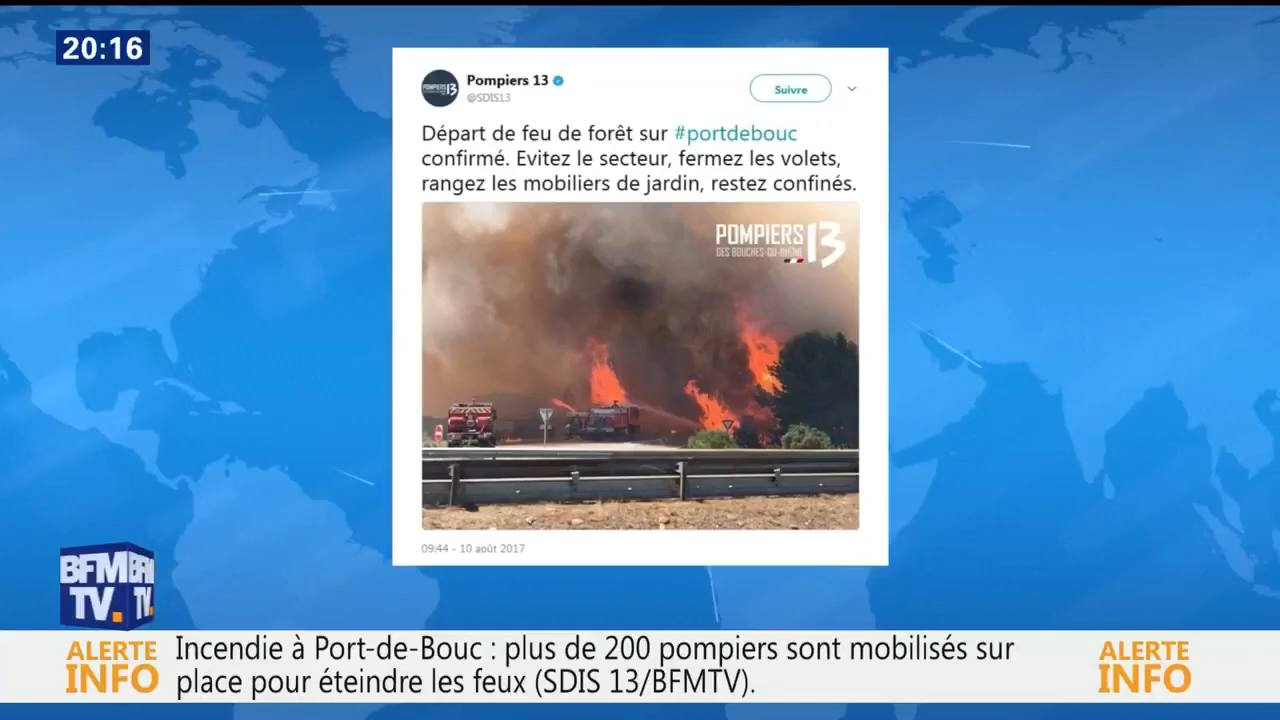 20:16
Pompiers 13
@SDIS13
Suivre
Départ de feu de forêt sur #portdebouc
confirmé. Evitez le secteur, fermez les volets,
rangez les mobiliers de jardin, restez confinés.
POMPIERS 13
DES BOUCHES-DU-RHÔNE
09:44 - 10 août 2017
BFM
TV.
ALERTE
INFO
Incendie à Port-de-Bouc : plus de 200 pompiers sont mobilisés sur
place pour éteindre les feux (SDIS 13/BFMTV).
ALERTE
INFO